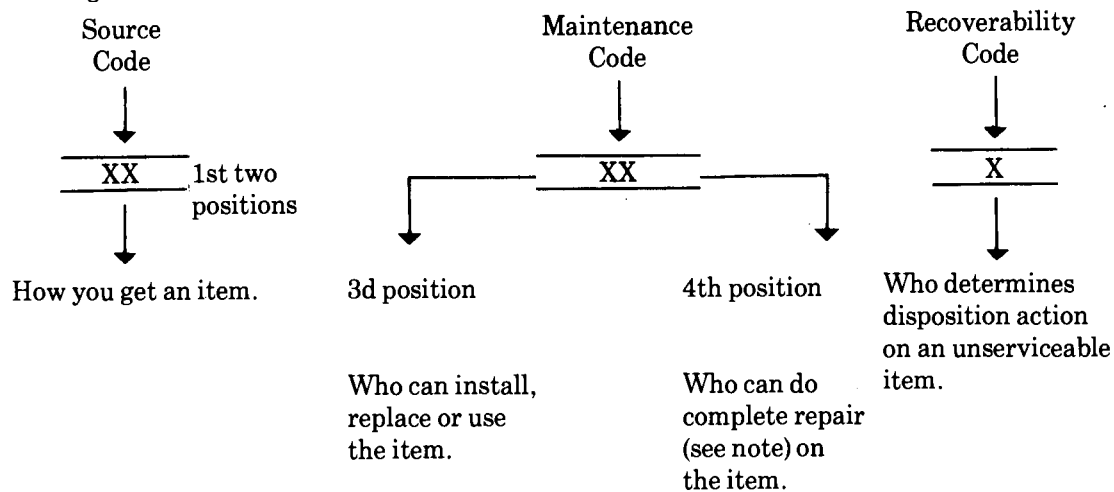 Source
Code
XX
1st two
positions
How you get an item.
Maintenance
Code
XX
3d position
Who can install,
replace or use
the item.
4th position
Who can do
complete repair
(see note) on
the item.
Recoverability
Code
X
Who determines
disposition action
on an unserviceable
item.